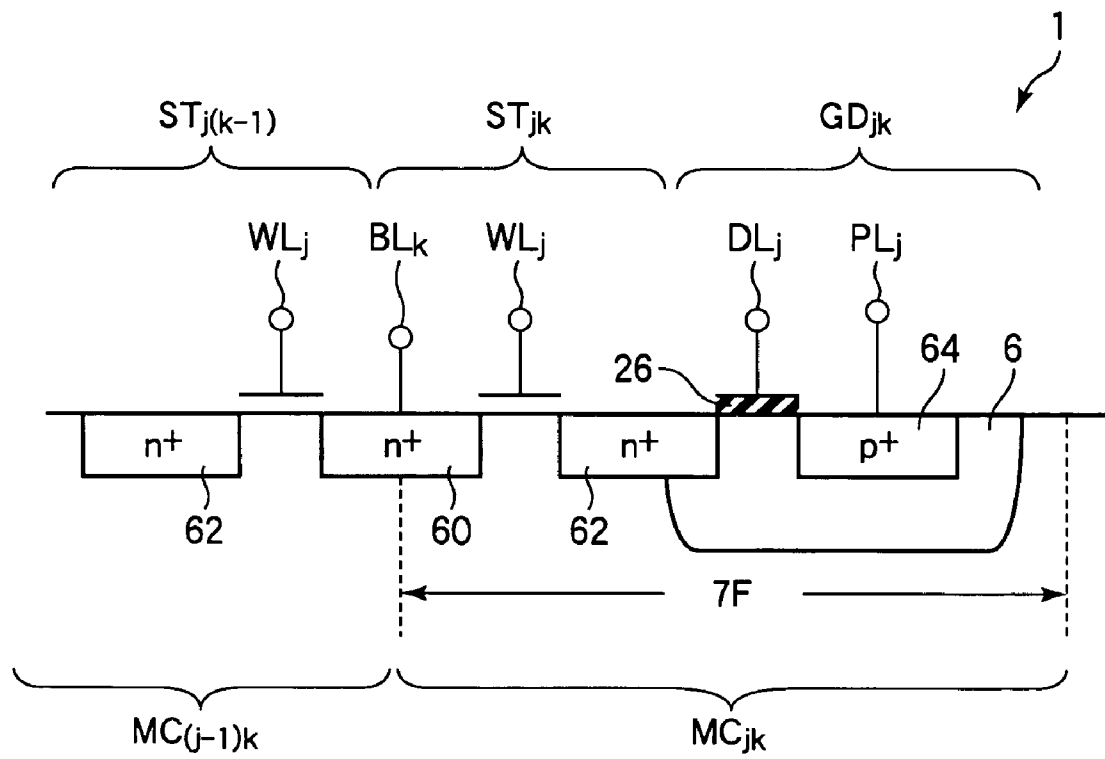 1
STj(k-1) STjk GDjk
WLj BLk WLj DLj PLj
26 64 6
n+ n+ n+ p+
62 60 62
7F
MC(j-1)k MCjk